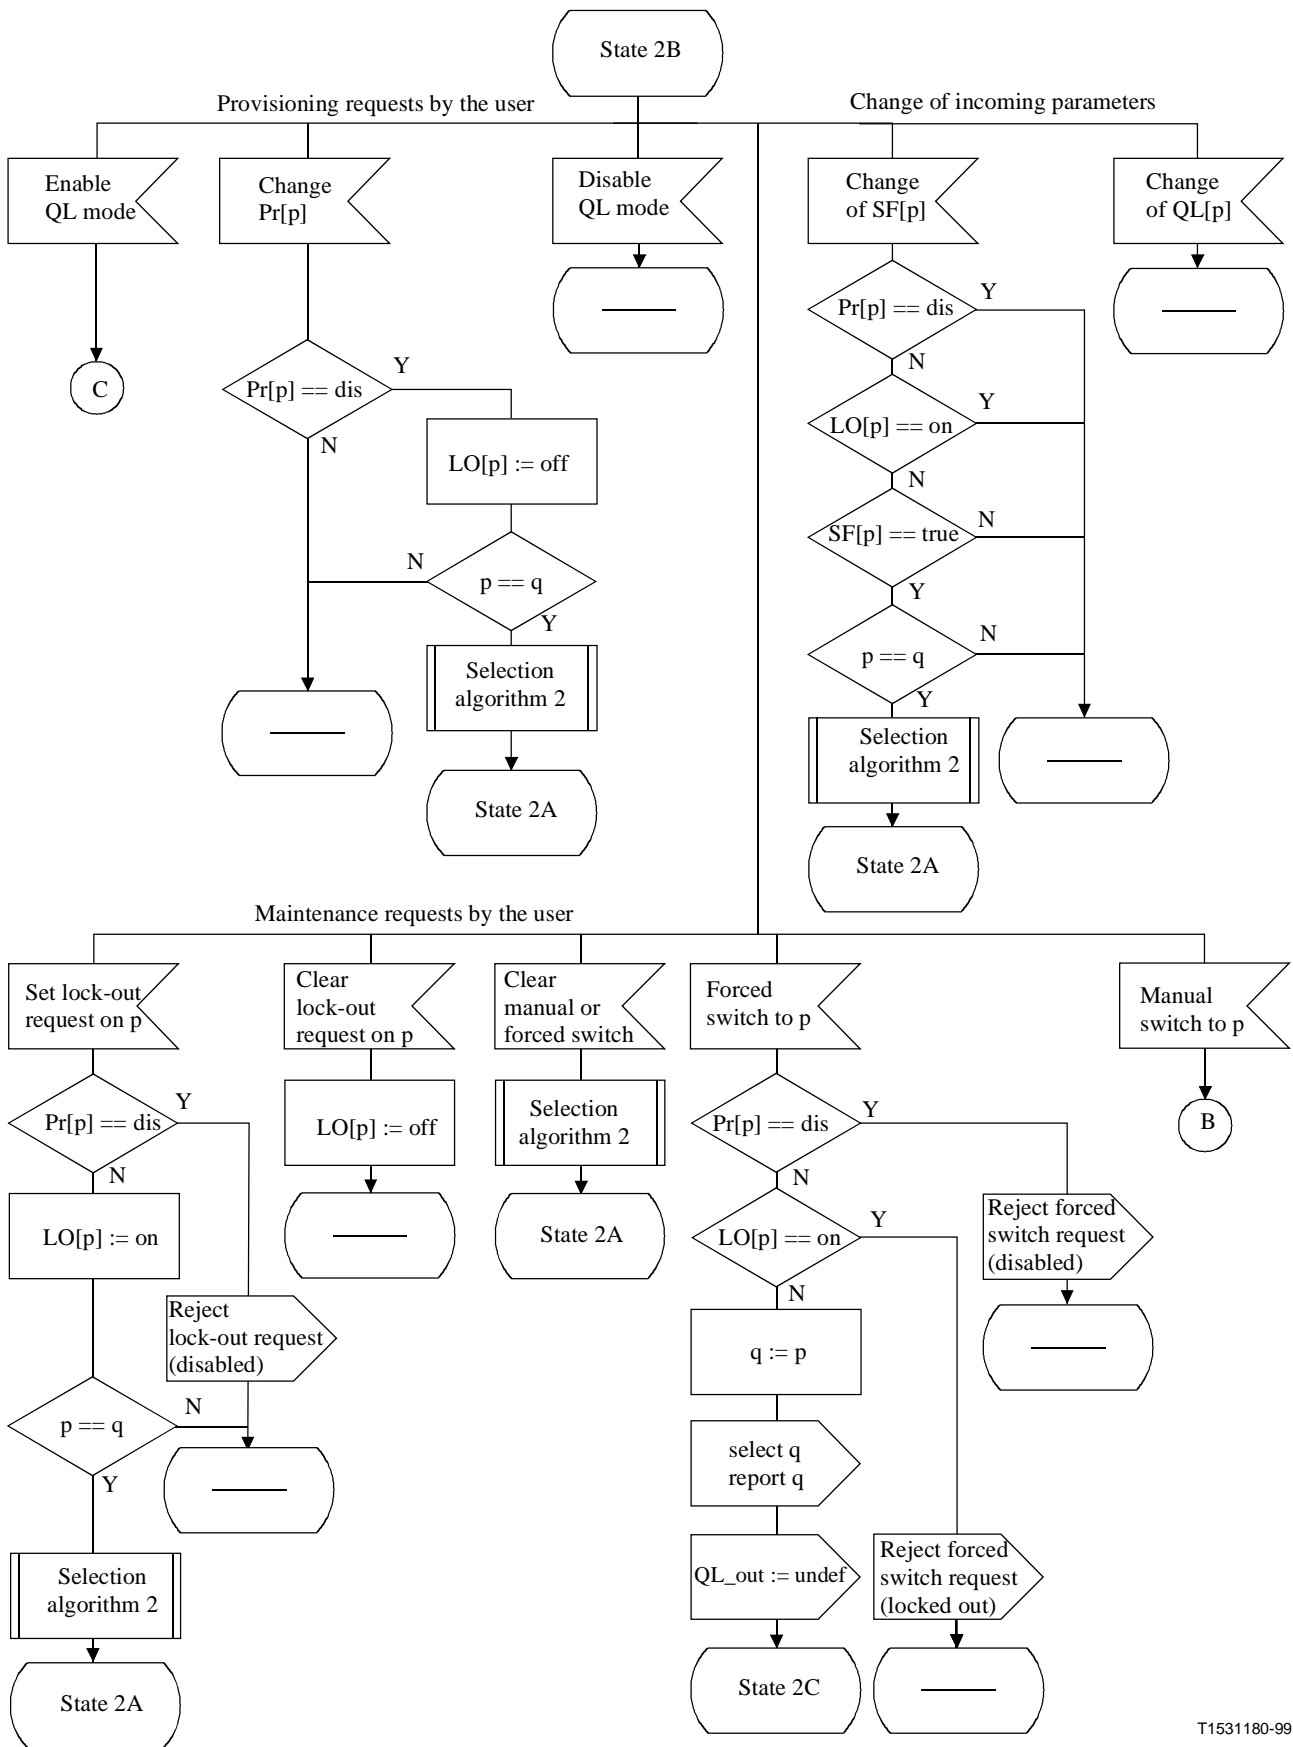 State 2B
Provisioning requests by the user
Change of incoming parameters
Enable
QL mode
Change
Pr[p]
Disable
QL mode
Change
of SF[p]
Change
of QL[p]
C
Pr[p] == dis
Y
N
LO[p] := off
p == q
N
Y
Selection
algorithm 2
State 2A
Pr[p] == dis
Y
N
LO[p] == on
Y
N
SF[p] == true
N
Y
p == q
N
Y
Selection
algorithm 2
State 2A
Maintenance requests by the user
Set lock-out
request on p
Clear
lock-out
request on p
Clear
manual or
forced switch
Forced
switch to p
Manual
switch to p
Pr[p] == dis
Y
N
LO[p] := on
Reject
lock-out request
(disabled)
p == q
N
Y
Selection
algorithm 2
State 2A
LO[p] := off
Selection
algorithm 2
State 2A
Pr[p] == dis
Y
N
LO[p] == on
Y
N
q := p
select q
report q
QL_out := undef
State 2C
Reject forced
switch request
(disabled)
Reject forced
switch request
(locked out)
B
T1531180-99